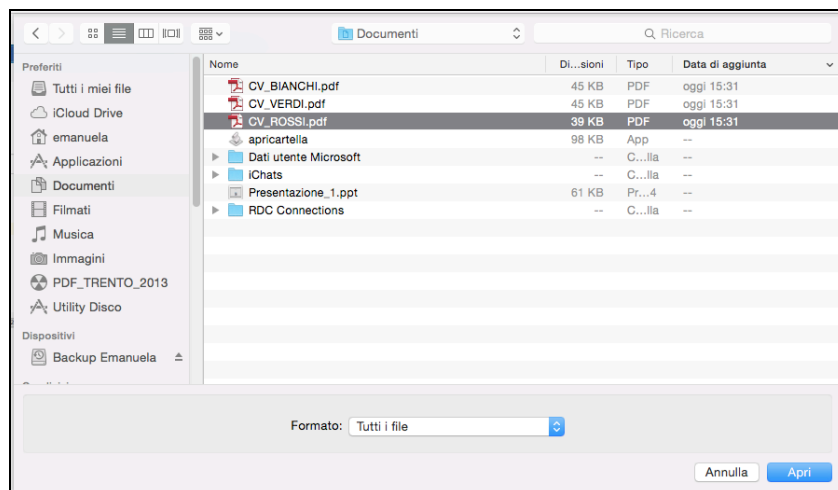 Documenti
Ricerca
Preferiti
Tutti i miei file
iCloud Drive
emanuela
Applicazioni
Documenti
Filmati
Musica
Immagini
PDF_TRENTO_2013
Utility Disco
Dispositivi
Backup Emanuela
Nome Di...sioni Tipo Data di aggiunta
CV_BIANCHI.pdf 45 KB PDF oggi 15:31
CV_VERDI.pdf 45 KB PDF oggi 15:31
CV_ROSSI.pdf 39 KB PDF oggi 15:31
apricartella 98 KB App --
Dati utente Microsoft -- C...lla --
iChats -- C...lla --
Presentazione_1.ppt 61 KB Pr...4 --
RDC Connections -- C...lla --
Formato: Tutti i file
Annulla Apri